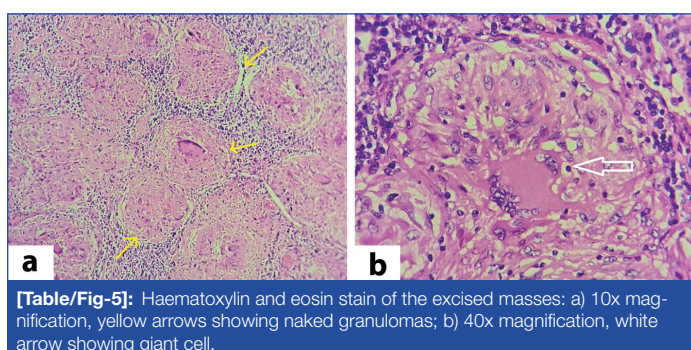 a
b
[Table/Fig-5]: Haematoxylin and eosin stain of the excised masses: a) 10x mag-
nification, yellow arrows showing naked granulomas; b) 40x magnification, white
arrow showing giant cell.